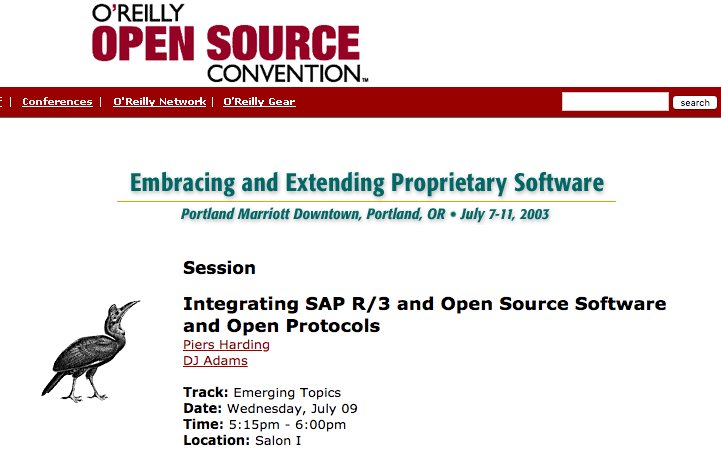 O'REILLY
OPEN SOURCE
CONVENTION™
| Conferences | O'Reilly Network | O'Reilly Gear search
Embracing and Extending Proprietary Software
Portland Marriott Downtown, Portland, OR • July 7-11, 2003
Session
Integrating SAP R/3 and Open Source Software
and Open Protocols
Piers Harding
DJ Adams
Track: Emerging Topics
Date: Wednesday, July 09
Time: 5:15pm - 6:00pm
Location: Salon I